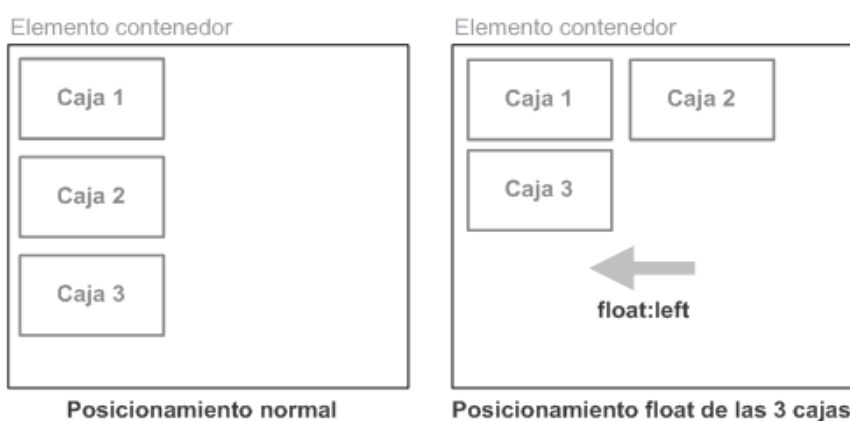 Elemento contenedor
Caja 1
Caja 2
Caja 3
Posicionamiento normal
Elemento contenedor
Caja 1 Caja 2
Caja 3
float:left
Posicionamiento float de las 3 cajas